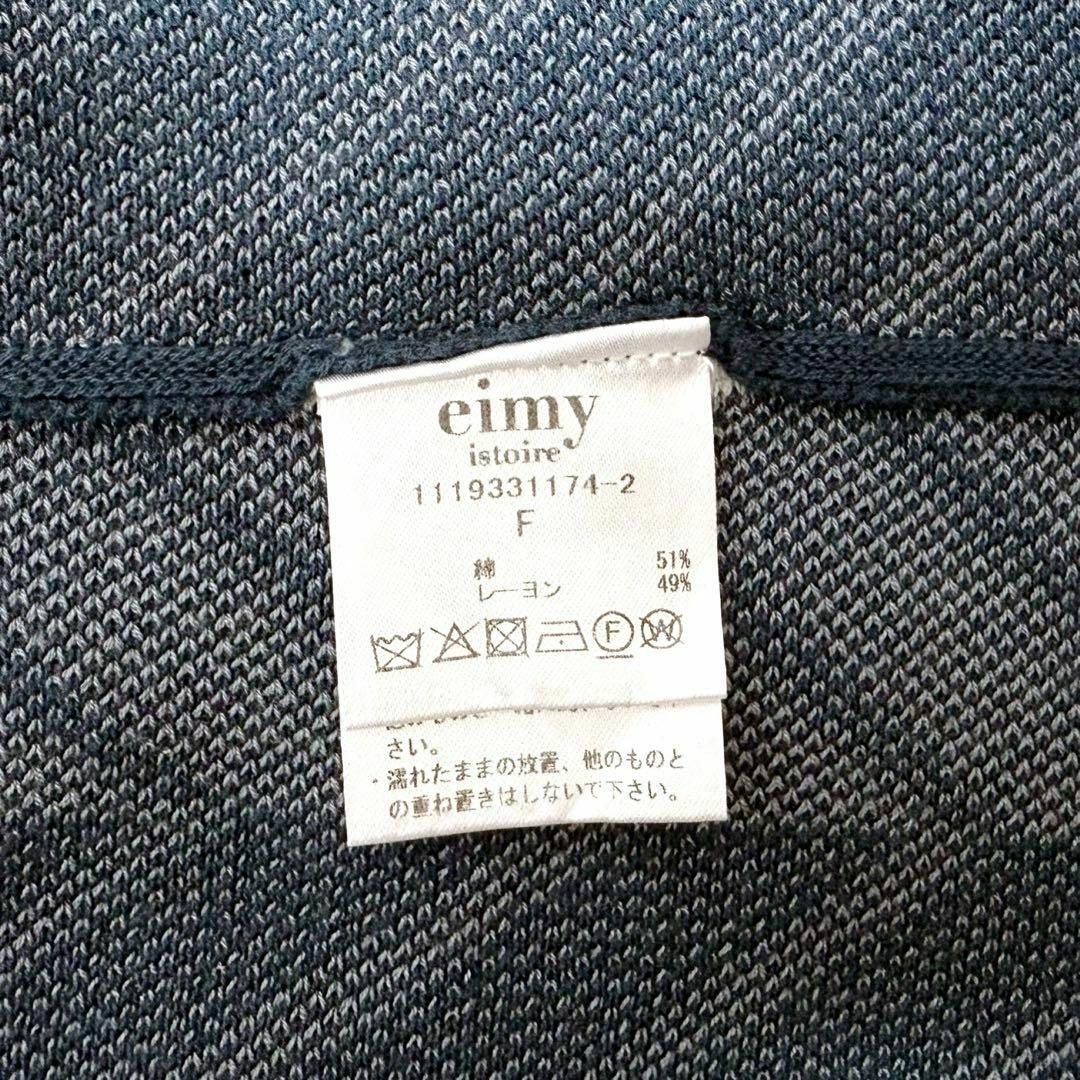 eimy
istoire
1119331174-2
F
綿 51%
レーヨン 49%
F W
さい。
・濡れたままの放置、他のものと
の重ね置きはしないで下さい。